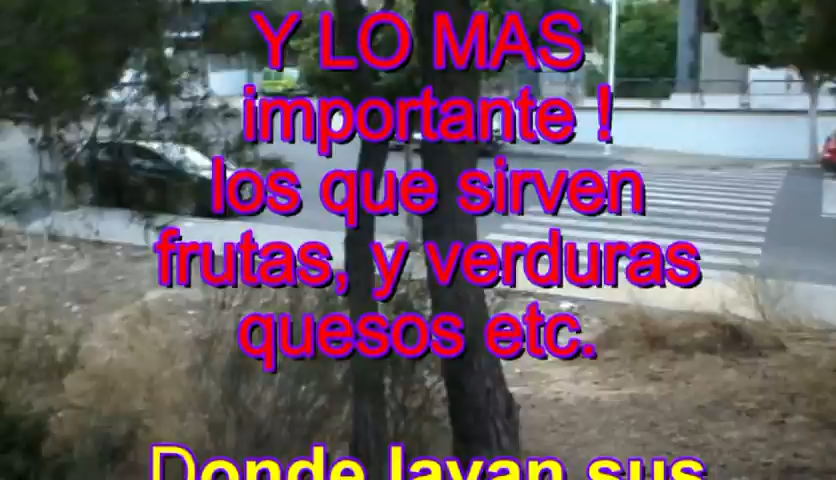 Y LO MAS
importante !
los que sirven
frutas, y verduras
quesos etc.
Donde lavan sus